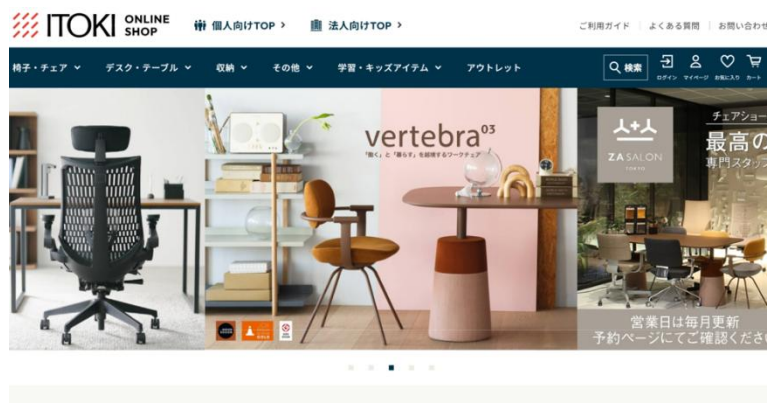 ITOKI ONLINE SHOP
個人向けTOP
法人向けTOP
ご利用ガイド
よくある質問
お問い合わせ
椅子・チェア
デスク・テーブル
収納
その他
学習・キッズアイテム
アウトレット
検索
ログイン
マイページ
お気に入り
カート
vertebra03
「働く」と「暮らす」を結縁するワークチェア
ZA SALON
TOKYO
チェアショー
最高の
専門スタッフ
営業日は毎月更新
予約ページにてご確認ください